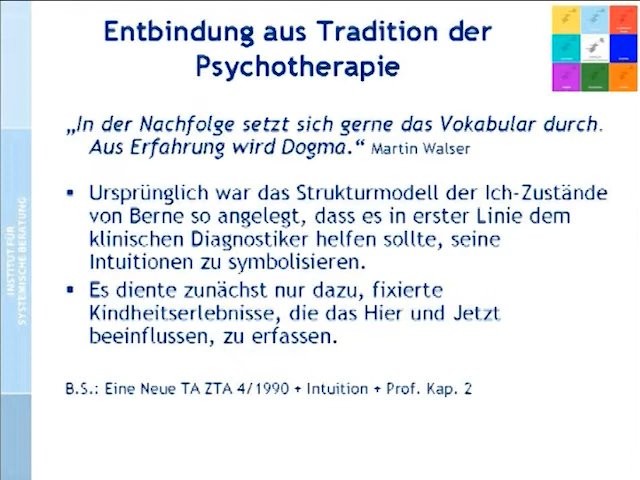 Entbindung aus Tradition der
Psychotherapie
„In der Nachfolge setzt sich gerne das Vokabular durch.
Aus Erfahrung wird Dogma.“ Martin Walser
▪ Ursprünglich war das Strukturmodell der Ich-Zustände
von Berne so angelegt, dass es in erster Linie dem
klinischen Diagnostiker helfen sollte, seine
Intuitionen zu symbolisieren.
▪ Es diente zunächst nur dazu, fixierte
Kindheitserlebnisse, die das Hier und Jetzt
beeinflussen, zu erfassen.
B.S.: Eine Neue TA ZTA 4/1990 + Intuition + Prof. Kap. 2
INSTITUT FÜR
SYSTEMISCHE BERATUNG